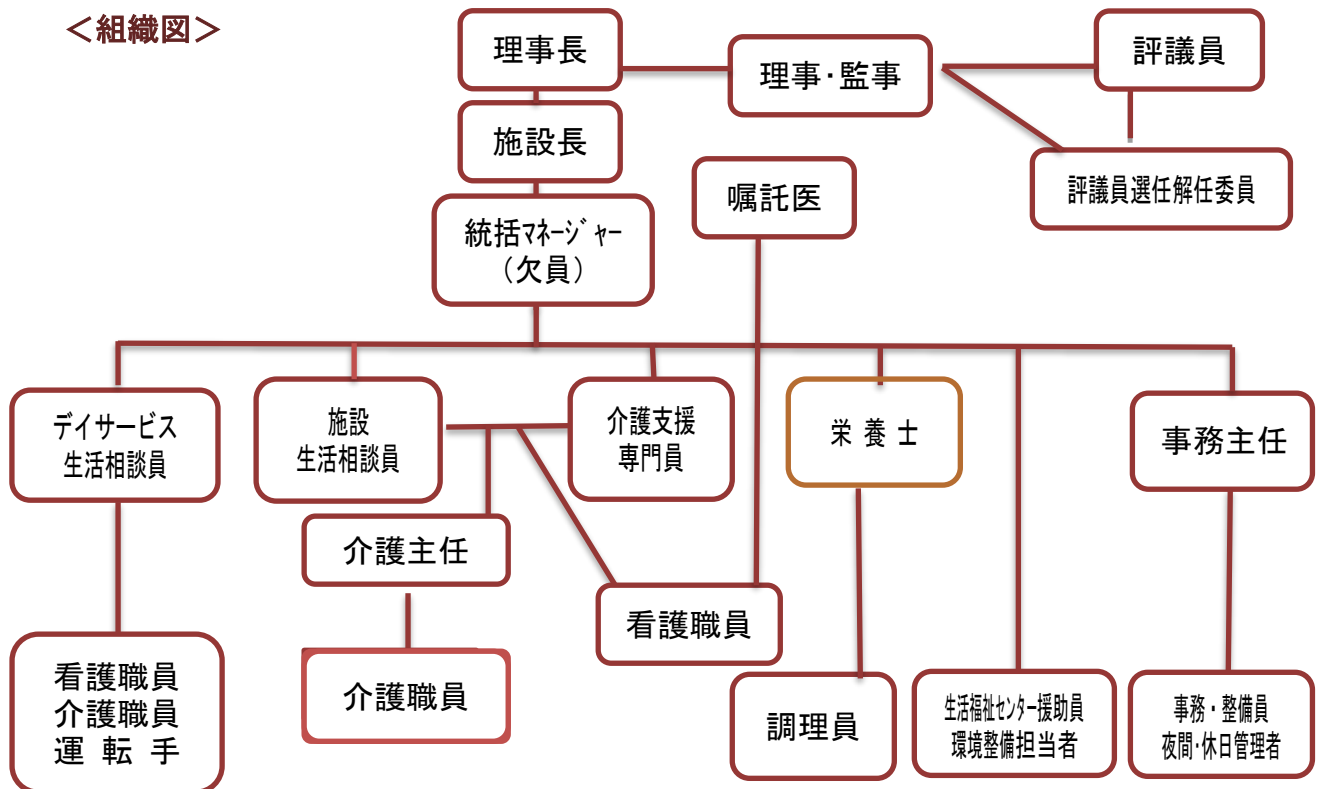 ＜組織図＞
理事長
理事・監事
評議員
施設長
評議員選任解任委員
嘱託医
統括ﾏﾈｰｼﾞｬｰ
（欠員）
デイサービス
生活相談員
施設
生活相談員
介護支援
専門員
栄 養 士
事務主任
介護主任
看護職員
看護職員
介護職員
運 転 手
介護職員
調理員
生活福祉ｾﾝﾀｰ援助員
環境整備担当者
事務・整備員
夜間・休日管理者